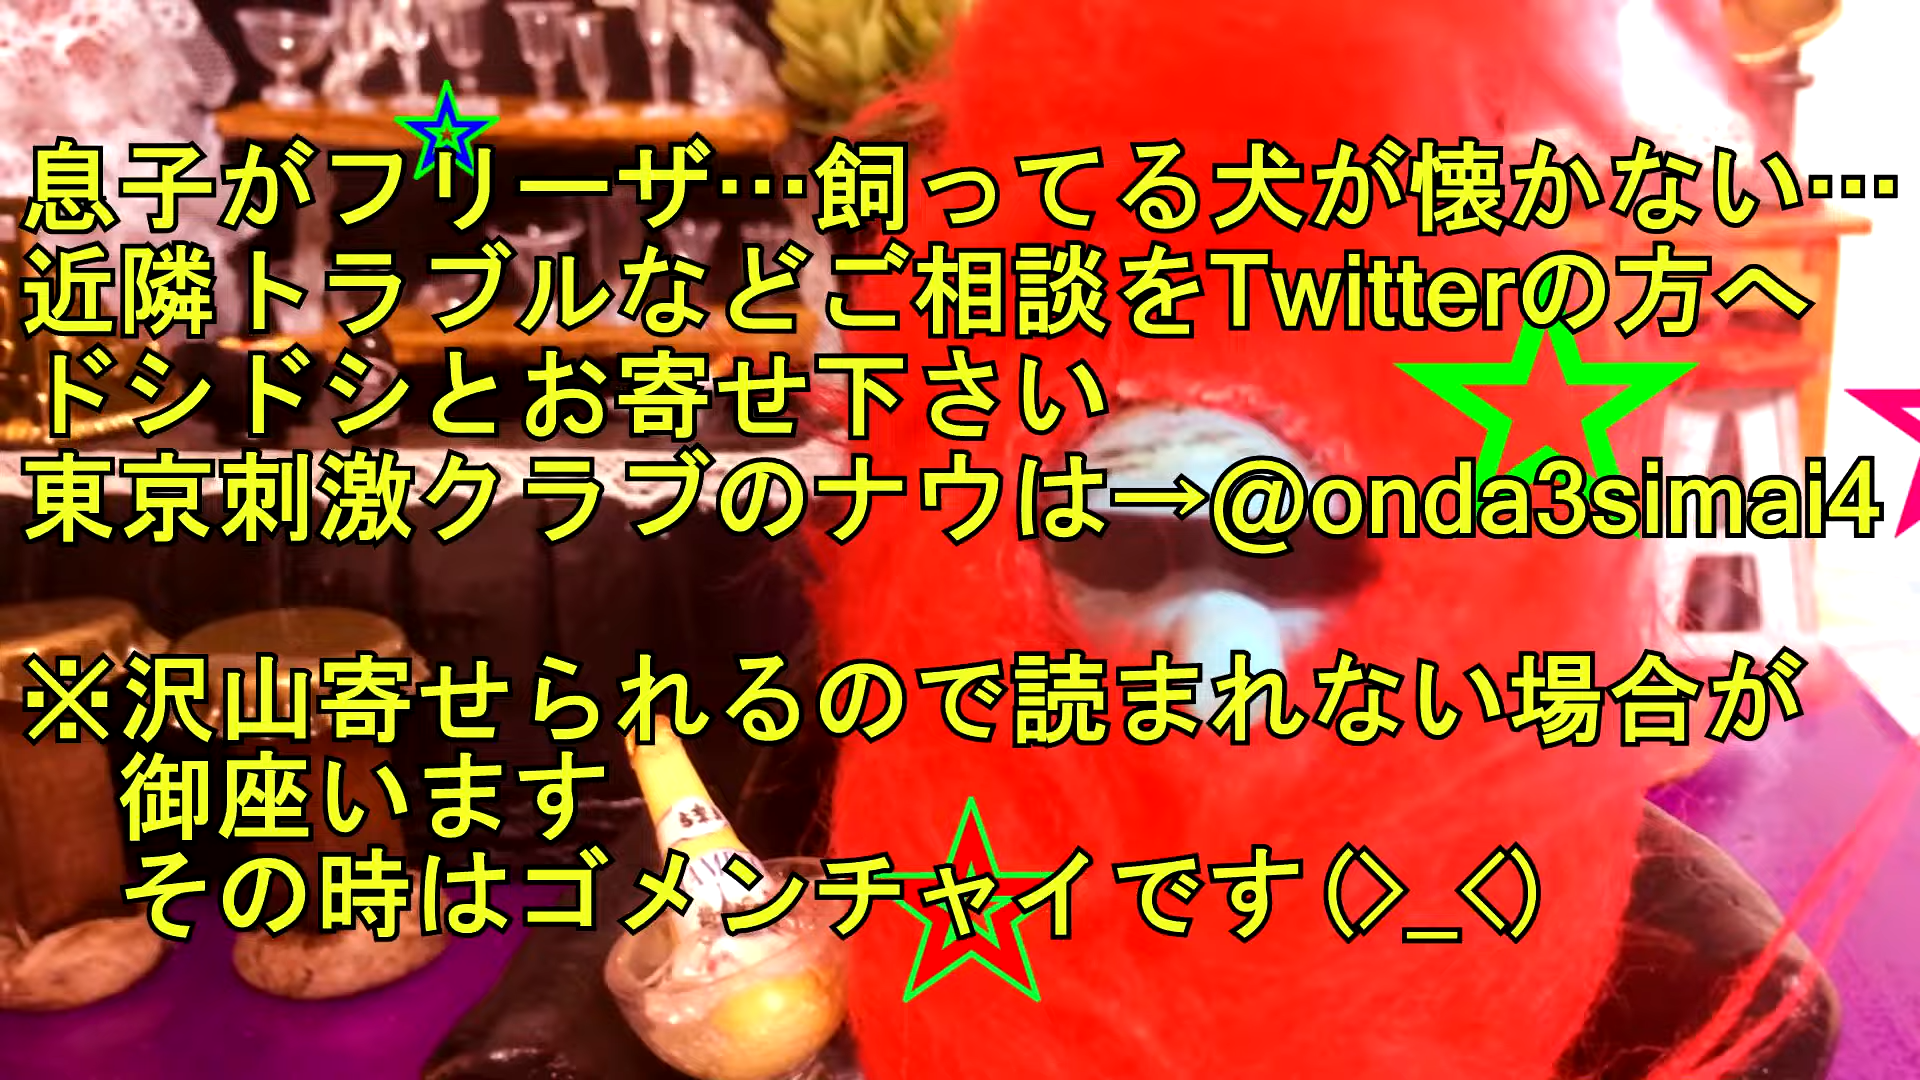 息子がフリーザ…飼ってる犬が懐かない…
近隣トラブルなどご相談をTwitterの方へ
ドシドシとお寄せ下さい
東京刺激クラブのナウは→@onda3simai4
※沢山寄せられるので読まれない場合が
御座います
その時はゴメンチャイです(>_<)